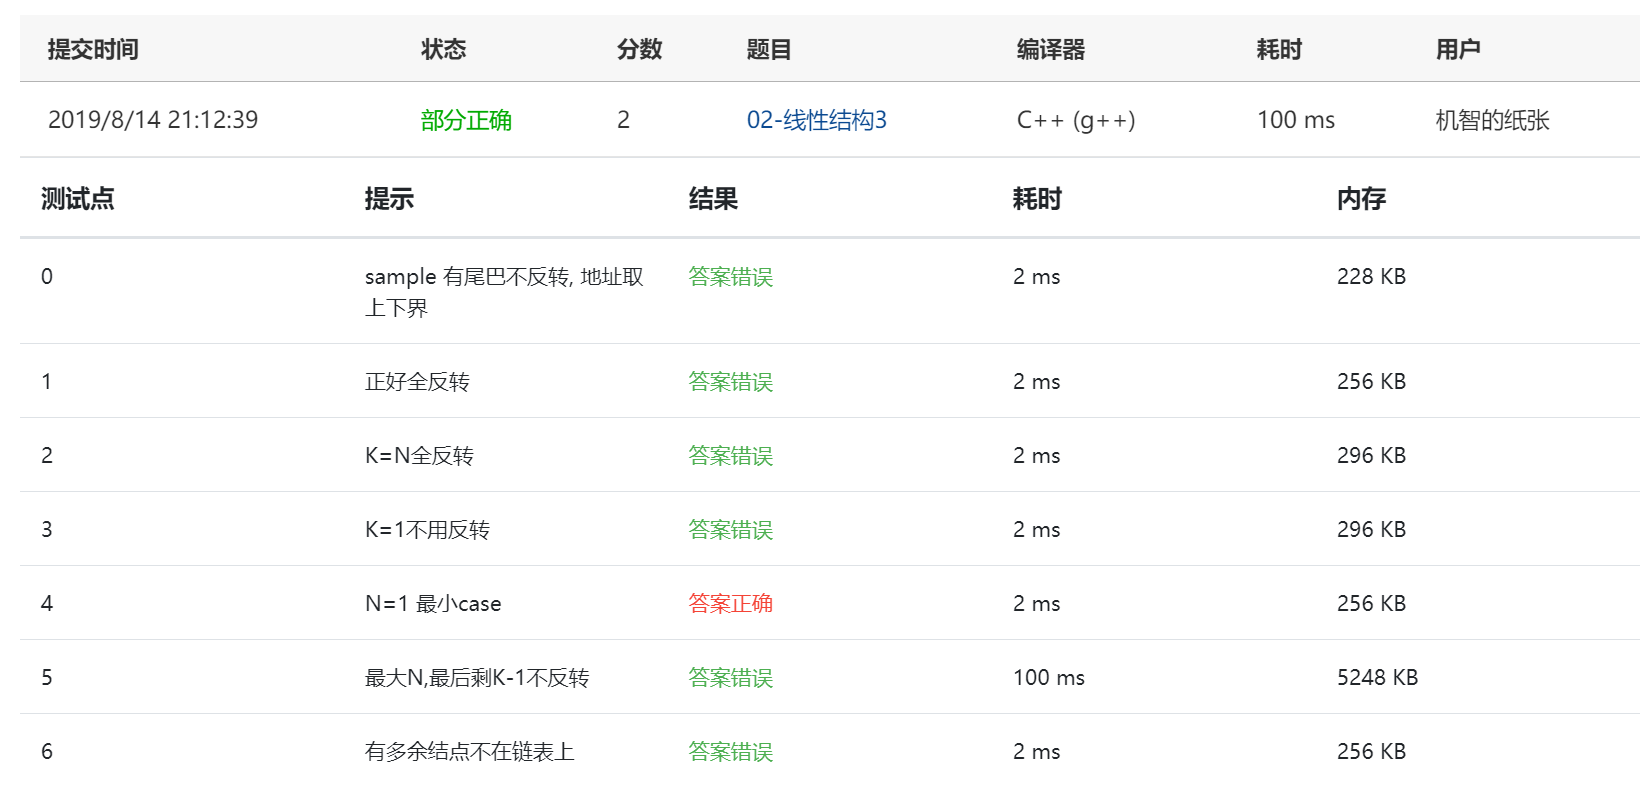 提交时间 状态 分数 题目 编译器 耗时 用户
2019/8/14 21:12:39 部分正确 2 02-线性结构3 C++ (g++) 100 ms 机智的纸张
测试点 提示 结果 耗时 内存
0 sample 有尾巴不反转, 地址取 答案错误 2 ms 228 KB
上下界
1 正好全反转 答案错误 2 ms 256 KB
2 K=N全反转 答案错误 2 ms 296 KB
3 K=1不用反转 答案错误 2 ms 296 KB
4 N=1 最小case 答案正确 2 ms 256 KB
5 最大N,最后剩K-1不反转 答案错误 100 ms 5248 KB
6 有多余结点不在链表上 答案错误 2 ms 256 KB